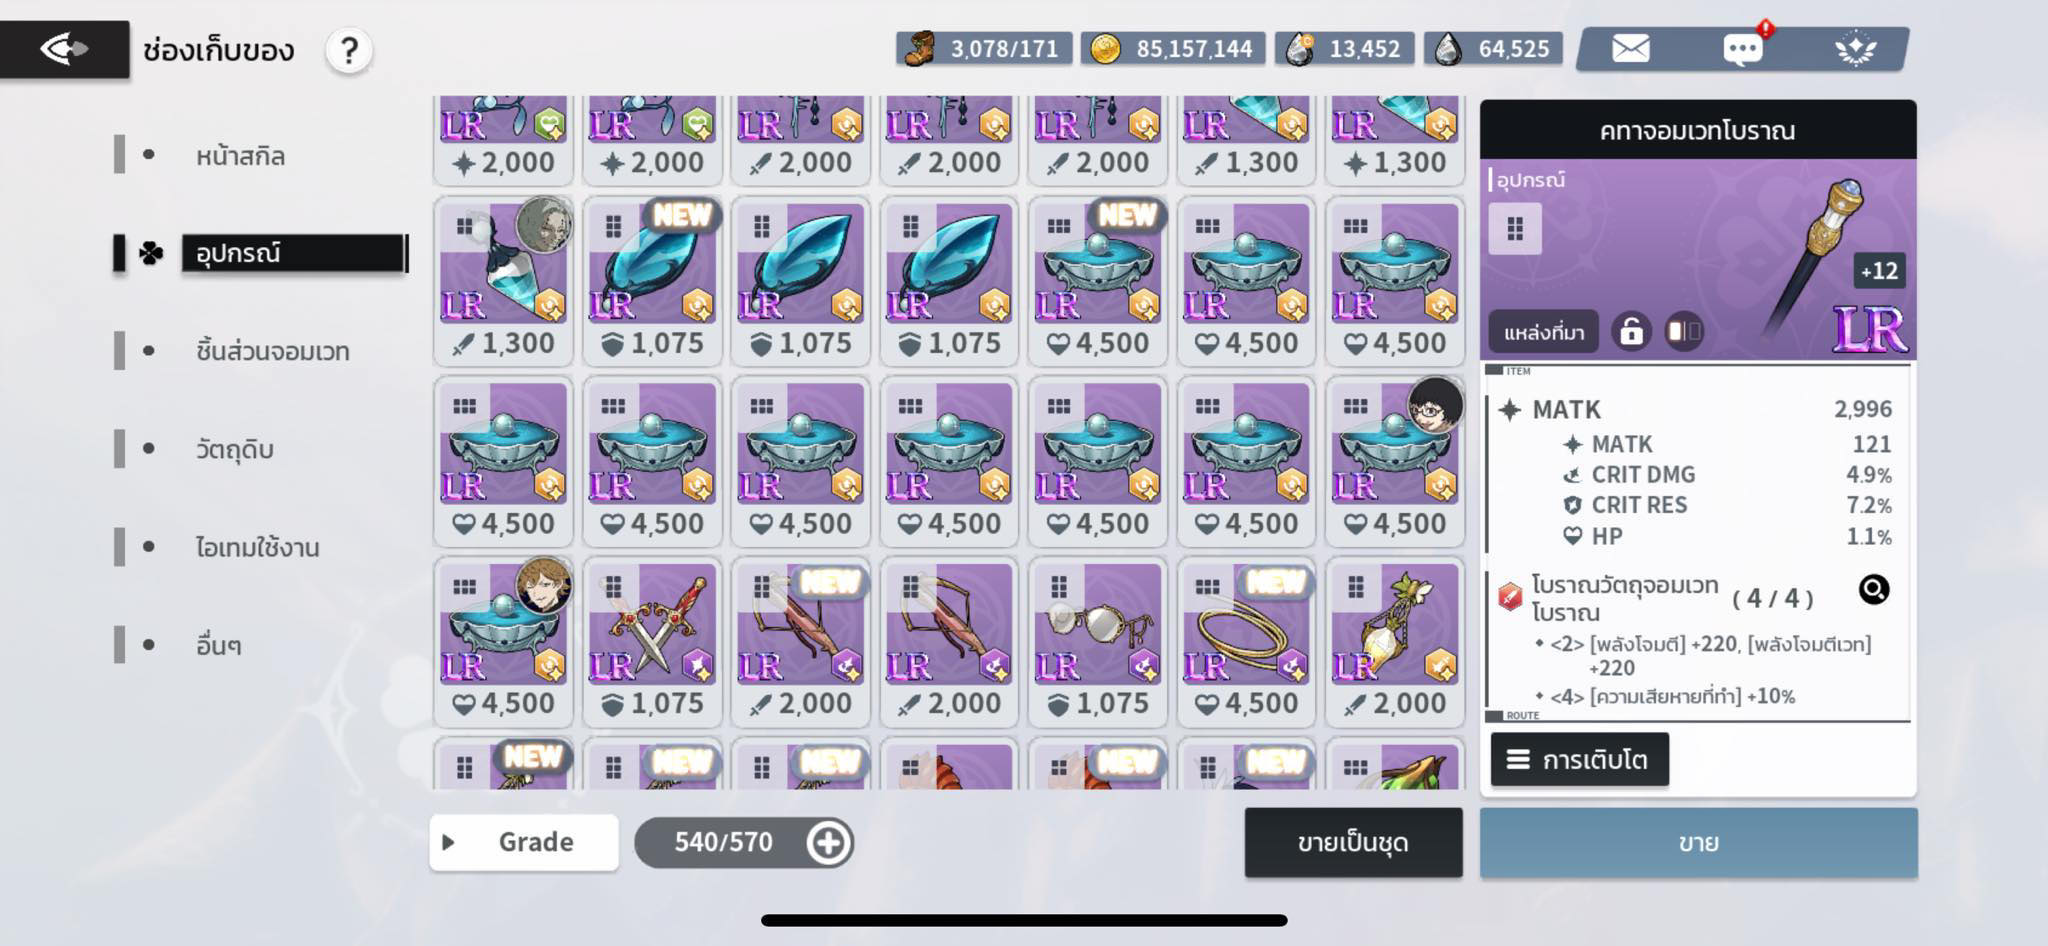 ช่องเก็บของ
?
3,078/171
85,157,144
13,452
64,525
หน้าสกิล
อุปกรณ์
ชิ้นส่วนจอมเวท
วัตถุดิบ
ไอเทมใช้งาน
อื่นๆ
LR LR LR LR LR LR LR
2,000 2,000 2,000 2,000 2,000 1,300 1,300
NEW NEW
LR LR LR LR LR LR LR
1,300 1,075 1,075 1,075 4,500 4,500 4,500
LR LR LR LR LR LR LR
4,500 4,500 4,500 4,500 4,500 4,500 4,500
NEW NEW
LR LR LR LR LR LR LR
4,500 1,075 2,000 2,000 1,075 4,500 2,000
NEW NEW NEW NEW NEW
Grade
540/570
ขายเป็นชุด
คทาจอมเวทโบราณ
อุปกรณ์
+12
แหล่งที่มา
LR
ITEM
MATK 2,996
MATK 121
CRIT DMG 4.9%
CRIT RES 7.2%
HP 1.1%
โบราณวัตถุจอมเวท
โบราณ
( 4 / 4 )
<2> [พลังโจมตี] +220, [พลังโจมตีเวท]
+220
<4> [ความเสียหายที่ทำ] +10%
ROUTE
การเติบโต
ขาย